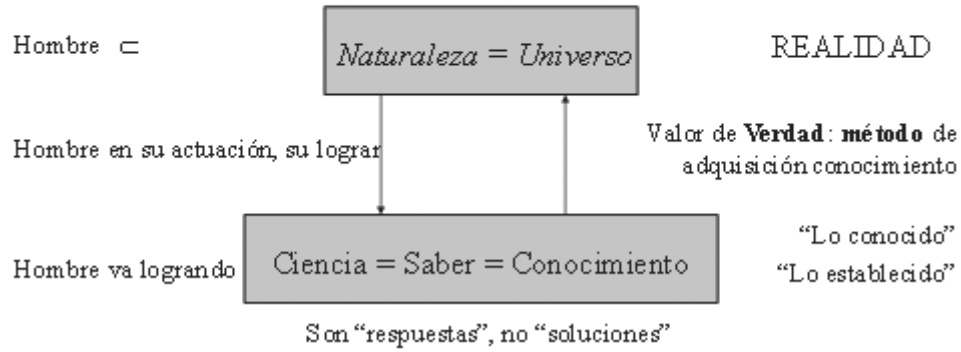 Hombre ⊂
Naturaleza = Universo
REALIDAD
Hombre en su actuación, su lograr
Valor de Verdad: método de
adquisición conocimiento
Hombre va logrando
Ciencia = Saber = Conocimiento
“Lo conocido”
“Lo establecido”
Son “respuestas”, no “soluciones”